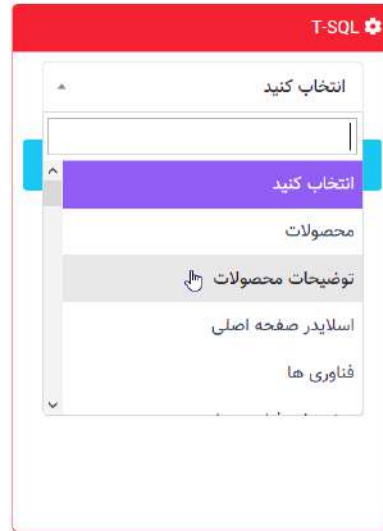 T-SQL
انتخاب کنید
انتخاب کنید
محصولات
توضیحات محصولات
اسلایدر صفحه اصلی
فناوری ها